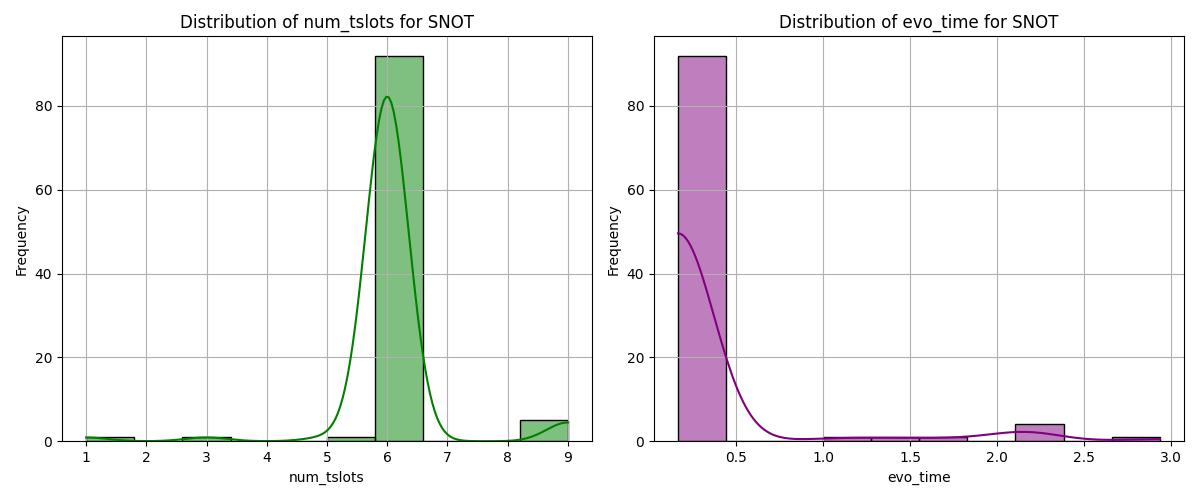 Distribution of num_tslots for SNOT
Frequency
80
60
40
20
0
1 2 3 4 5 6 7 8 9
num_tslots
Distribution of evo_time for SNOT
Frequency
80
60
40
20
0
0.5 1.0 1.5 2.0 2.5 3.0
evo_time